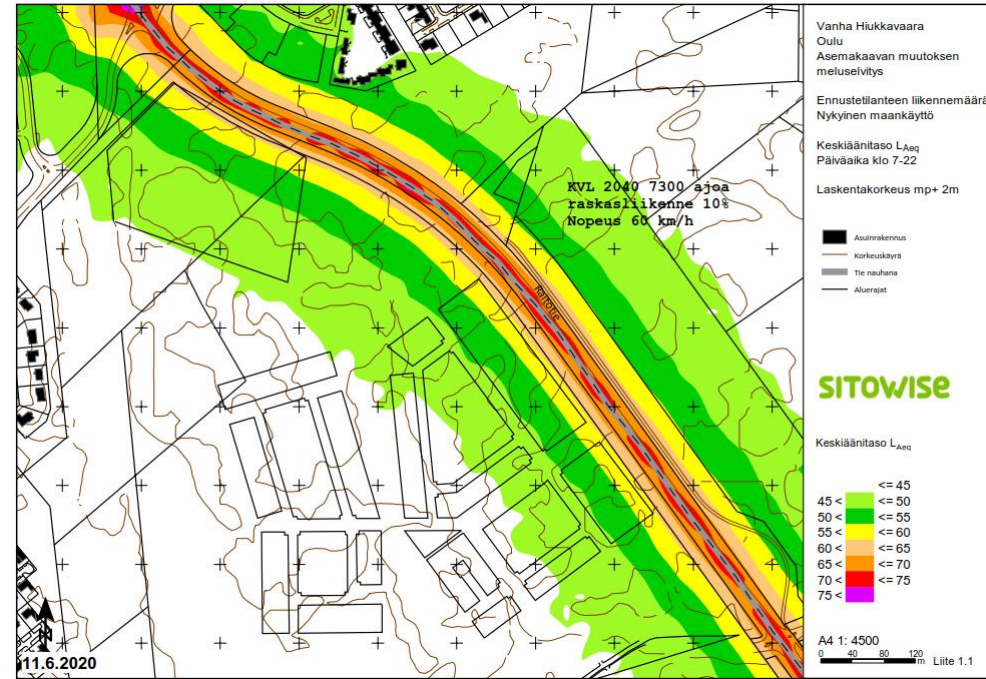 Vanha Hiukkavaara
Oulu
Asemakaavan muutoksen
meluselvitys
Ennustetilanteen liikennemäärä
Nykyinen maankäyttö
Keskiäänitaso LAeq
Päiväaika klo 7-22
Laskentakorkeus mp+ 2m
KVL 2040 7300 ajoa
raskasliikenne 10%
Nopeus 60 km/h
Raitotie
Asuinrakennus
Korkeuskäyrä
Tie nauhana
Aluerajat
SITOWISE
Keskiäänitaso LAeq
<= 45
45 < <= 50
50 < <= 55
55 < <= 60
60 < <= 65
65 < <= 70
70 < <= 75
75 <
A4 1: 4500
0 40 80 120
m
Liite 1.1
11.6.2020